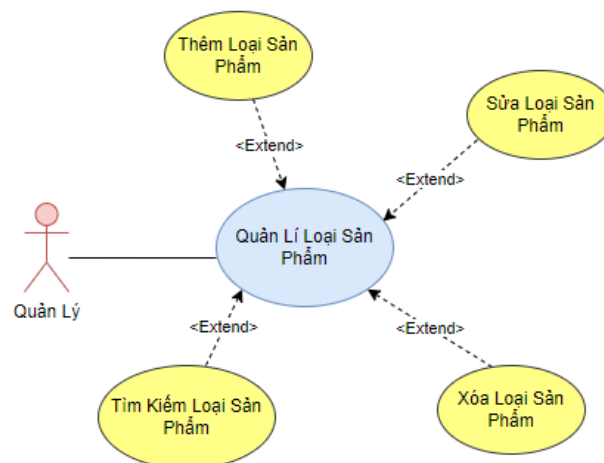 Thêm Loại Sản
Phẩm
Sửa Loại Sản
Phẩm
<Extend>
<Extend>
Quản Lí Loại Sản
Phẩm
Quản Lý
<Extend>
<Extend>
Tìm Kiếm Loại Sản
Phẩm
Xóa Loại Sản
Phẩm